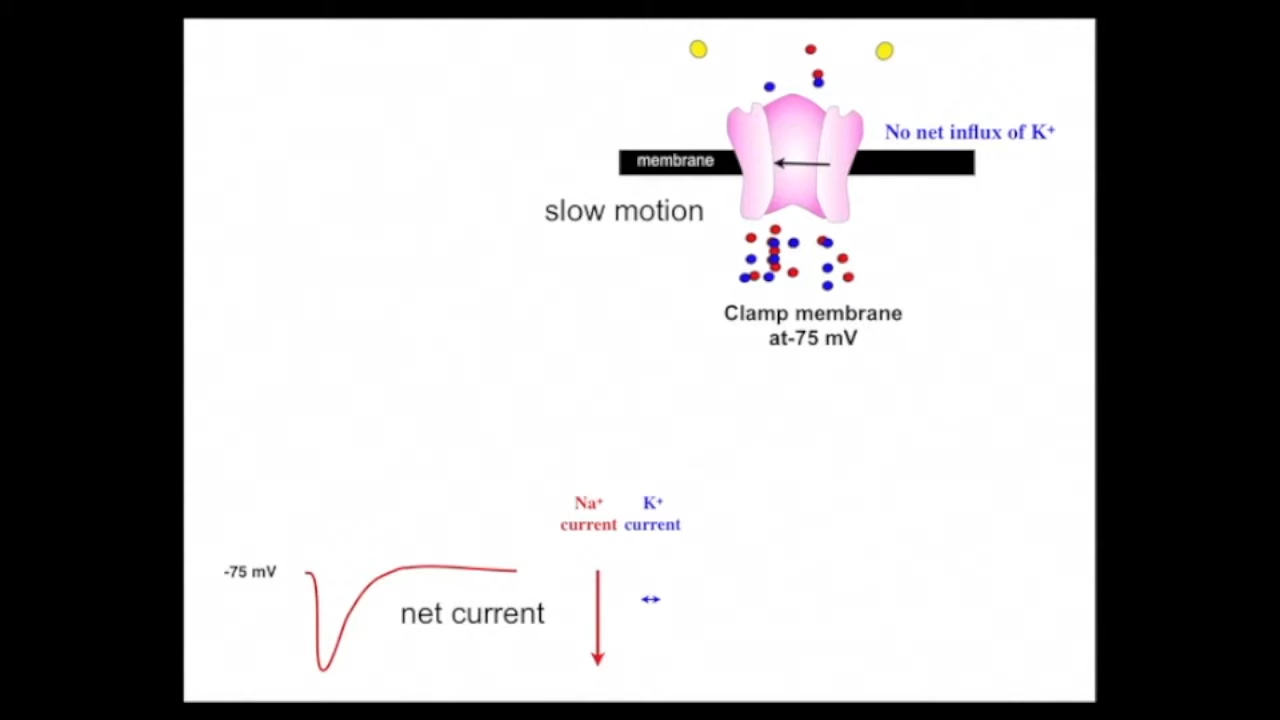 No net influx of K⁺
membrane
slow motion
Clamp membrane
at-75 mV
Na⁺ K⁺
current current
-75 mV
net current